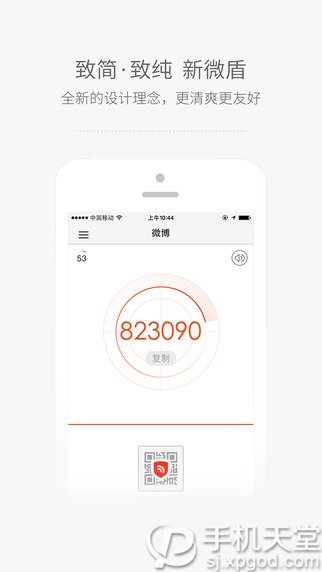 致简·致纯 新微盾
全新的设计理念，更清爽更友好
中国移动 上午10:44
微博
53
823090
复制
手机天堂
sj.xpgod.com